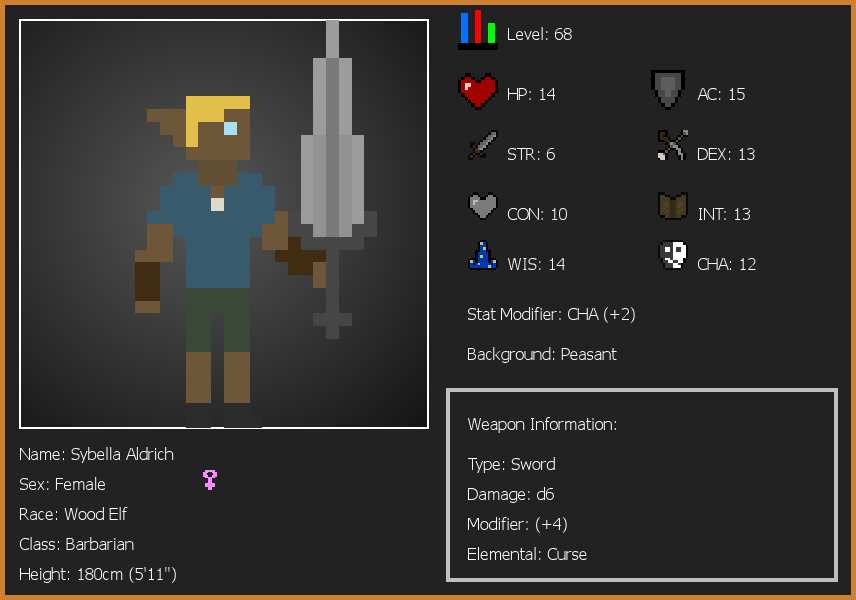 Level: 68
HP: 14
AC: 15
STR: 6
DEX: 13
CON: 10
INT: 13
WIS: 14
CHA: 12
Stat Modifier: CHA (+2)
Background: Peasant
Weapon Information:
Type: Sword
Damage: d6
Modifier: (+4)
Elemental: Curse
Name: Sybella Aldrich
Sex: Female
Race: Wood Elf
Class: Barbarian
Height: 180cm (5'11")